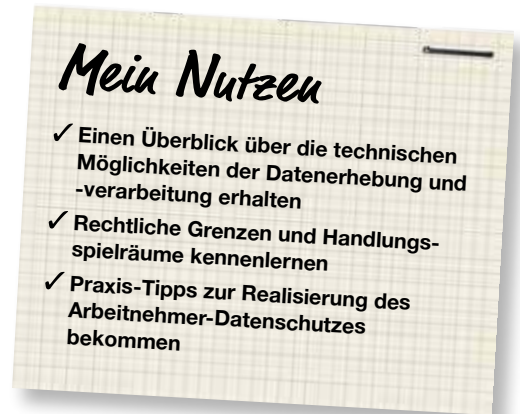 Mein Nutzen
✓ Einen Überblick über die technischen
Möglichkeiten der Datenerhebung und
-verarbeitung erhalten
✓ Rechtliche Grenzen und Handlungs-
spielräume kennenlernen
✓ Praxis-Tipps zur Realisierung des
Arbeitnehmer-Datenschutzes
bekommen